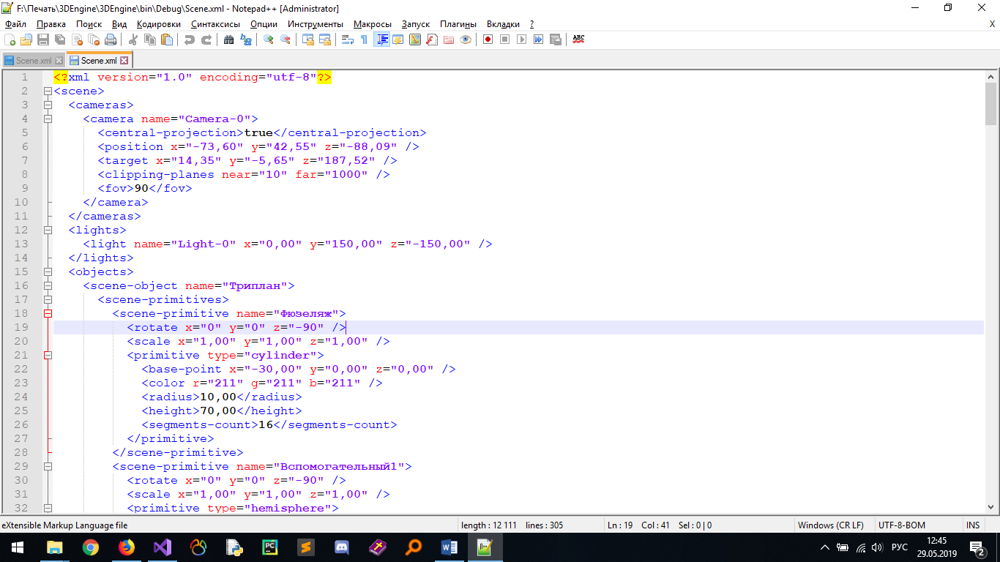 F:\Печать\3DEngine\3DEngine\bin\Debug\Scene.xml - Notepad++ [Administrator]
Файл Правка Поиск Вид Кодировки Синтаксисы Опции Инструменты Макросы Запуск Плагины Вкладки ? X
ABC
Scene.xml Scene.xml
1 <?xml version="1.0" encoding="utf-8"?>
2 <scene>
3 <cameras>
4 <camera name="Camera-0">
5 <central-projection>true</central-projection>
6 <position x="-73,60" y="42,55" z="-88,09" />
7 <target x="14,35" y="-5,65" z="187,52" />
8 <clipping-planes near="10" far="1000" />
9 <fov>90</fov>
10 </camera>
11 </cameras>
12 <lights>
13 <light name="Light-0" x="0,00" y="150,00" z="-150,00" />
14 </lights>
15 <objects>
16 <scene-object name="Триплан">
17 <scene-primitives>
18 <scene-primitive name="Фюзеляж">
19 <rotate x="0" y="0" z="-90" />
20 <scale x="1,00" y="1,00" z="1,00" />
21 <primitive type="cylinder">
22 <base-point x="-30,00" y="0,00" z="0,00" />
23 <color r="211" g="211" b="211" />
24 <radius>10,00</radius>
25 <height>70,00</height>
26 <segments-count>16</segments-count>
27 </primitive>
28 </scene-primitive>
29 <scene-primitive name="Вспомогательный1">
30 <rotate x="0" y="0" z="-90" />
31 <scale x="1,00" y="1,00" z="1,00" />
32 <primitive type="hemisphere">
eXtensible Markup Language file length : 12 111 lines : 305 Ln : 19 Col : 41 Sel : 0 | 0 Windows (CR LF) UTF-8-BOM INS
РУС 12:45
29.05.2019 2